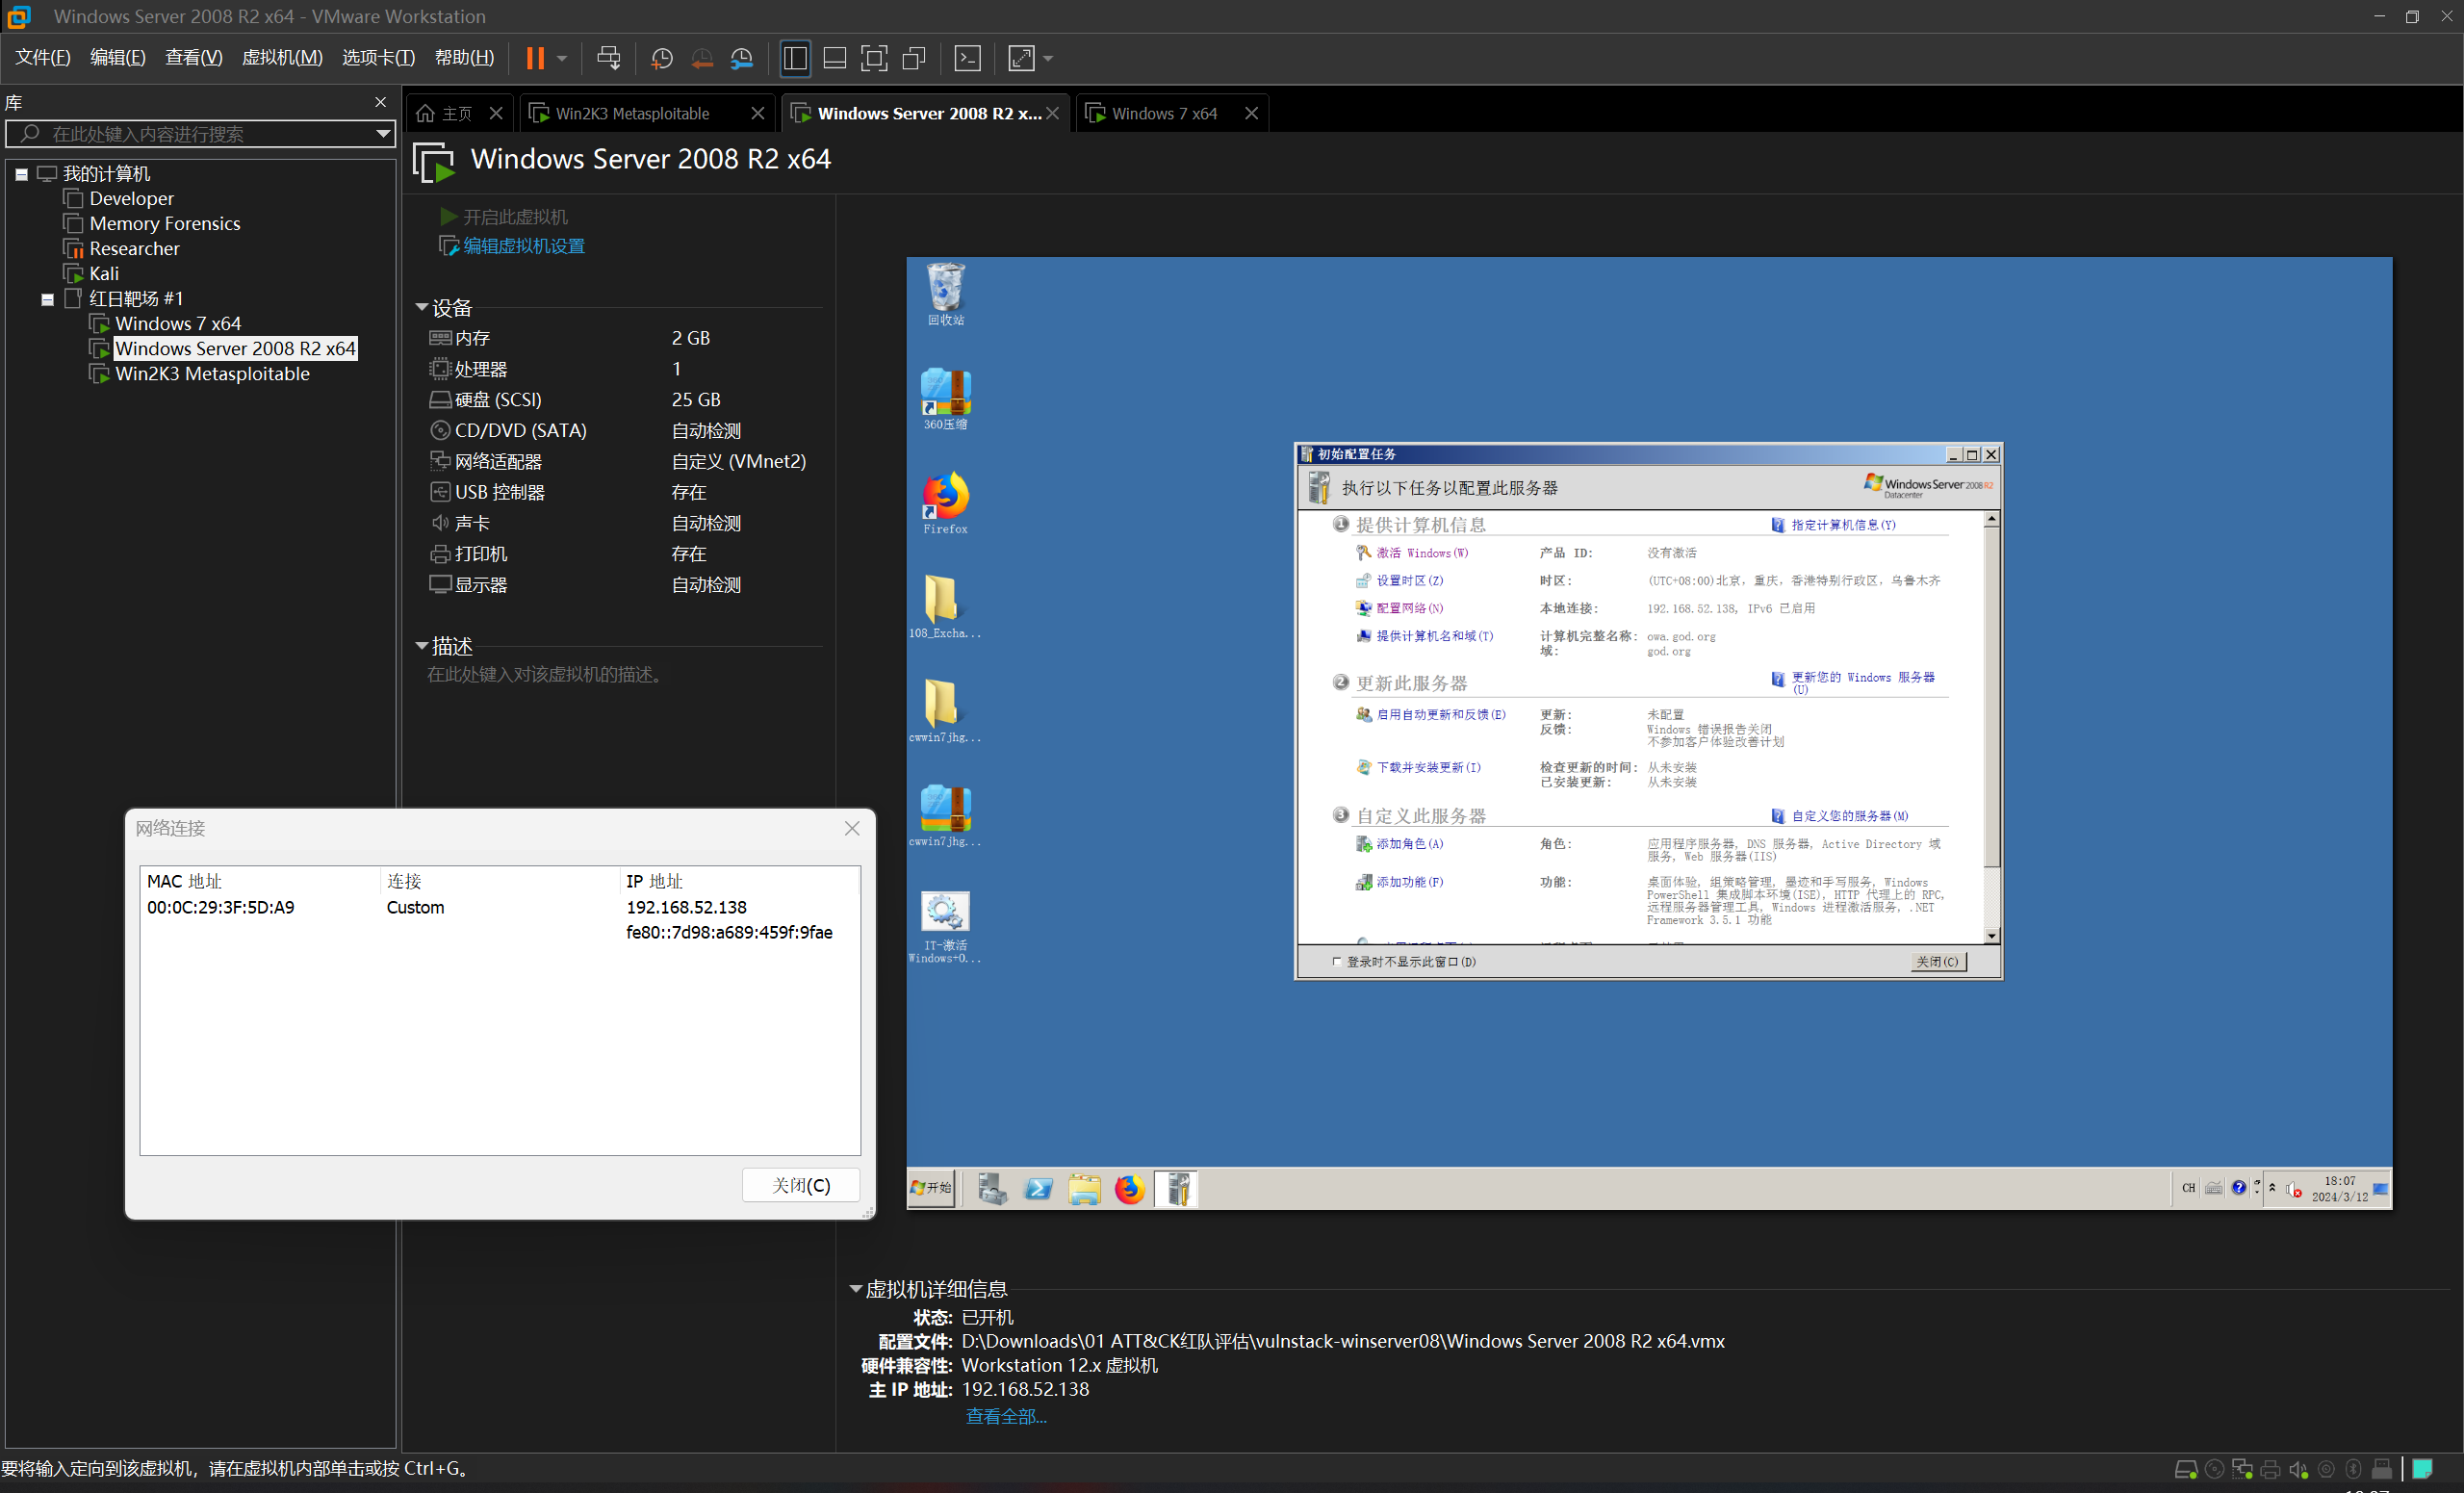 Windows Server 2008 R2 x64 - VMware Workstation
文件(F) 编辑(E) 查看(V) 虚拟机(M) 选项卡(T) 帮助(H)
库
在此处键入内容进行搜索
我的计算机
Developer
Memory Forensics
Researcher
Kali
红日靶场 #1
Windows 7 x64
Windows Server 2008 R2 x64
Win2K3 Metasploitable
主页
Win2K3 Metasploitable
Windows Server 2008 R2 x...
Windows 7 x64
Windows Server 2008 R2 x64
开启此虚拟机
编辑虚拟机设置
设备
内存 2 GB
处理器 1
硬盘 (SCSI) 25 GB
CD/DVD (SATA) 自动检测
网络适配器 自定义 (VMnet2)
USB 控制器 存在
声卡 自动检测
打印机 存在
显示器 自动检测
描述
在此处键入对该虚拟机的描述。
网络连接
MAC 地址 连接 IP 地址
00:0C:29:3F:5D:A9 Custom 192.168.52.138
fe80::7d98:a689:459f:9fae
关闭(C)
回收站
360压缩
Firefox
108_Excha...
cwwin7jhg...
cwwin7jhg...
IT-激活
Windows+O...
初始配置任务
执行以下任务以配置此服务器
Windows Server 2008 R2
Datacenter
1 提供计算机信息 指定计算机信息(Y)
激活 Windows(W) 产品 ID: 没有激活
设置时区(Z) 时区: (UTC+08:00)北京，重庆，香港特别行政区，乌鲁木齐
配置网络(N) 本地连接: 192.168.52.138, IPv6 已启用
提供计算机名和域(T) 计算机完整名称: owa.god.org
域: god.org
2 更新此服务器 更新您的 Windows 服务器
(U)
启用自动更新和反馈(E) 更新: 未配置
反馈: Windows 错误报告关闭
不参加客户体验改善计划
下载并安装更新(I) 检查更新的时间: 从未安装
已安装更新: 从未安装
3 自定义此服务器 自定义您的服务器(M)
添加角色(A) 角色: 应用程序服务器, DNS 服务器, Active Directory 域
服务, Web 服务器(IIS)
添加功能(F) 功能: 桌面体验, 组策略管理, 墨迹和手写服务, Windows
PowerShell 集成脚本环境(ISE), HTTP 代理上的 RPC,
远程服务器管理工具, Windows 进程激活服务, .NET
Framework 3.5.1 功能
登录时不显示此窗口(D) 关闭(C)
开始
CH
18:07
2024/3/12
虚拟机详细信息
状态: 已开机
配置文件: D:\Downloads\01 ATT&CK红队评估\vulnstack-winserver08\Windows Server 2008 R2 x64.vmx
硬件兼容性: Workstation 12.x 虚拟机
主 IP 地址: 192.168.52.138
查看全部...
要将输入定向到该虚拟机，请在虚拟机内部单击或按 Ctrl+G。